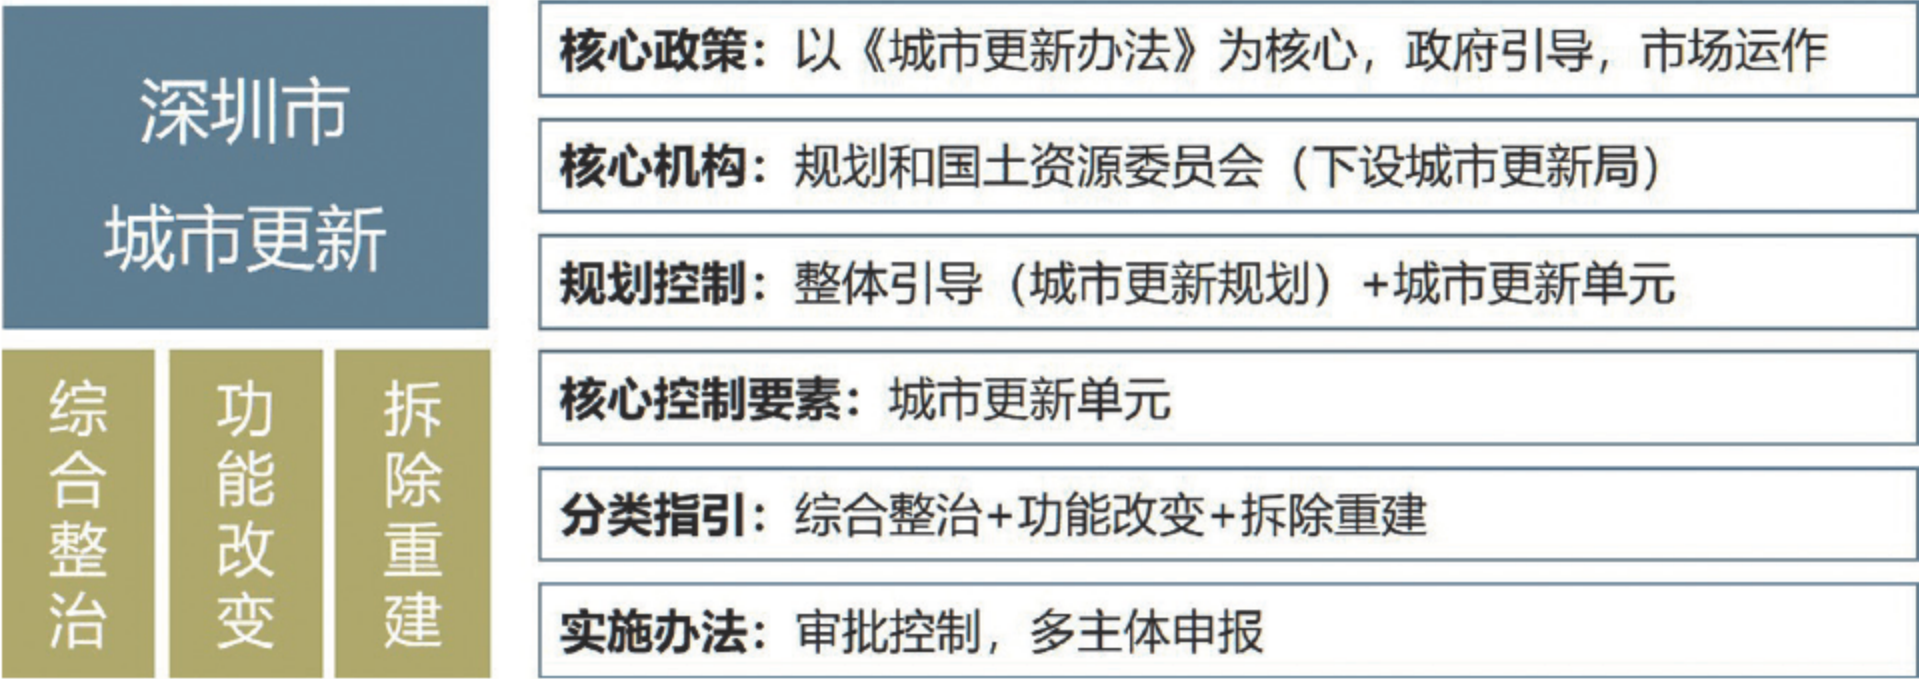 深圳市
城市更新
综合整治
功能改变
拆除重建
核心政策：以《城市更新办法》为核心，政府引导，市场运作
核心机构：规划和国土资源委员会（下设城市更新局）
规划控制：整体引导（城市更新规划）+城市更新单元
核心控制要素：城市更新单元
分类指引：综合整治+功能改变+拆除重建
实施办法：审批控制，多主体申报